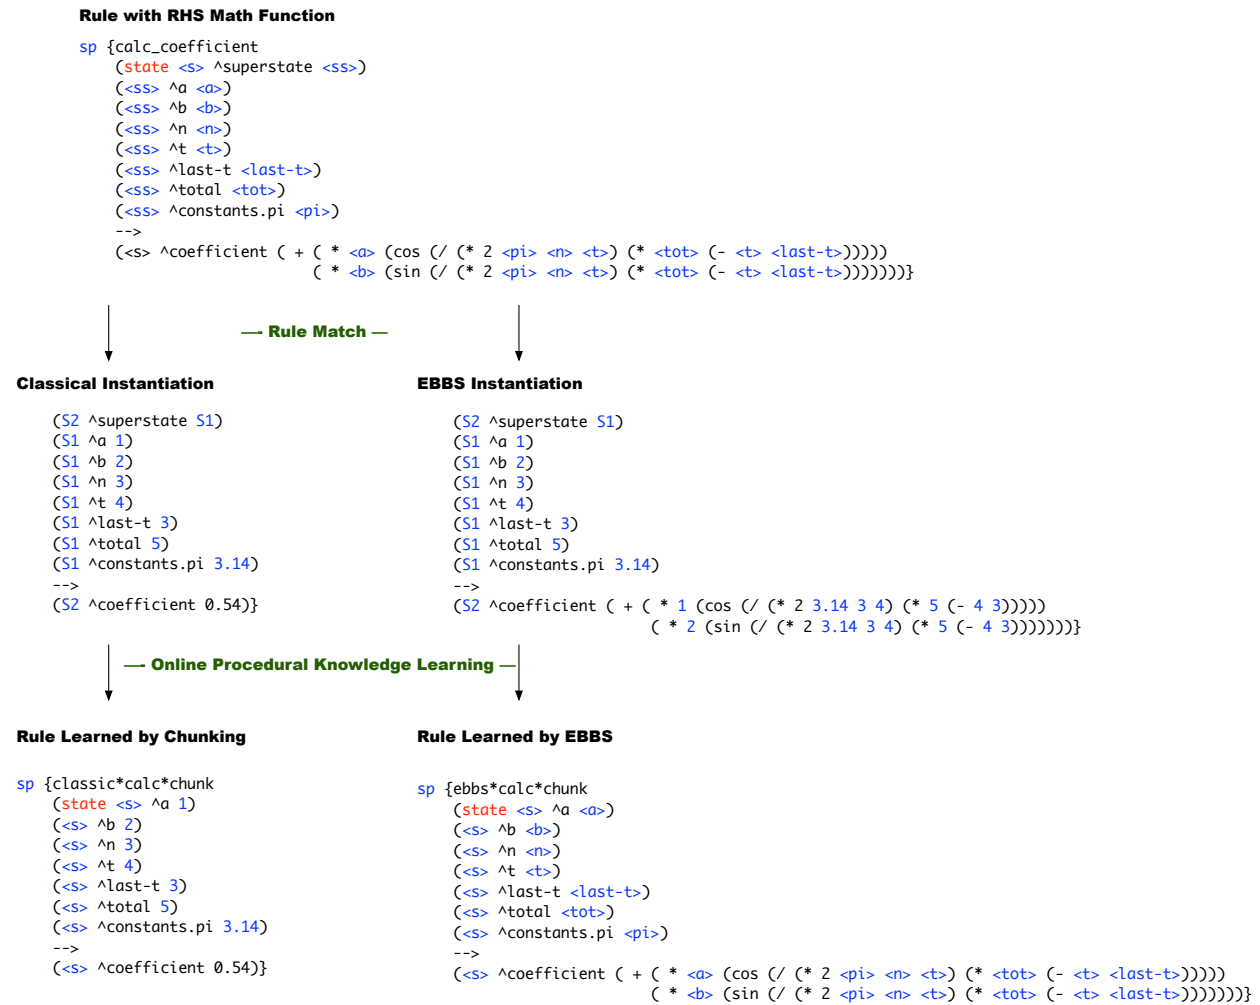 Rule with RHS Math Function
sp {calc_coefficient
(state <s> ^superstate <ss>)
(<ss> ^a <a>)
(<ss> ^b <b>)
(<ss> ^n <n>)
(<ss> ^t <t>)
(<ss> ^last-t <last-t>)
(<ss> ^total <tot>)
(<ss> ^constants.pi <pi>)
-->
(<s> ^coefficient ( + ( * <a> (cos (/ (* 2 <pi> <n> <t>) (* <tot> (- <t> <last-t>)))))
( * <b> (sin (/ (* 2 <pi> <n> <t>) (* <tot> (- <t> <last-t>)))))))}
—- Rule Match —
Classical Instantiation
(S2 ^superstate S1)
(S1 ^a 1)
(S1 ^b 2)
(S1 ^n 3)
(S1 ^t 4)
(S1 ^last-t 3)
(S1 ^total 5)
(S1 ^constants.pi 3.14)
-->
(S2 ^coefficient 0.54)}
EBBS Instantiation
(S2 ^superstate S1)
(S1 ^a 1)
(S1 ^b 2)
(S1 ^n 3)
(S1 ^t 4)
(S1 ^last-t 3)
(S1 ^total 5)
(S1 ^constants.pi 3.14)
-->
(S2 ^coefficient ( + ( * 1 (cos (/ (* 2 3.14 3 4) (* 5 (- 4 3)))))
( * 2 (sin (/ (* 2 3.14 3 4) (* 5 (- 4 3)))))))}
—- Online Procedural Knowledge Learning —
Rule Learned by Chunking
sp {classic*calc*chunk
(state <s> ^a 1)
(<s> ^b 2)
(<s> ^n 3)
(<s> ^t 4)
(<s> ^last-t 3)
(<s> ^total 5)
(<s> ^constants.pi 3.14)
-->
(<s> ^coefficient 0.54)}
Rule Learned by EBBS
sp {ebbs*calc*chunk
(state <s> ^a <a>)
(<s> ^b <b>)
(<s> ^n <n>)
(<s> ^t <t>)
(<s> ^last-t <last-t>)
(<s> ^total <tot>)
(<s> ^constants.pi <pi>)
-->
(<s> ^coefficient ( + ( * <a> (cos (/ (* 2 <pi> <n> <t>) (* <tot> (- <t> <last-t>)))))
( * <b> (sin (/ (* 2 <pi> <n> <t>) (* <tot> (- <t> <last-t>)))))))}